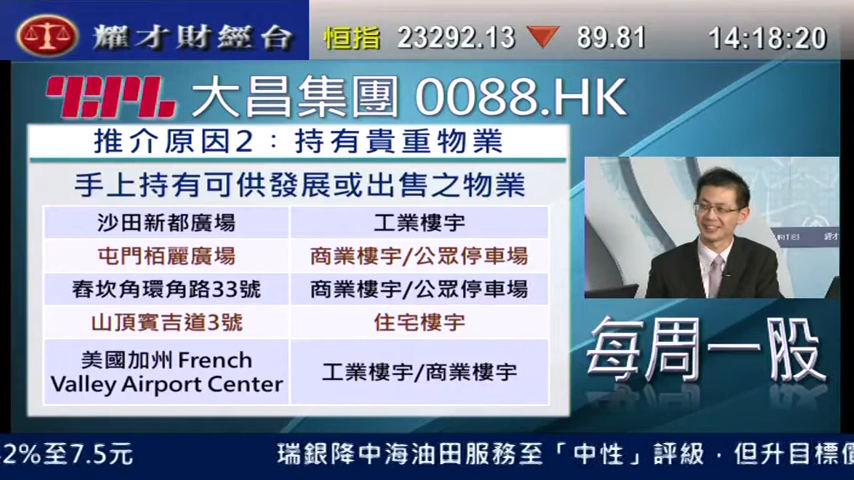 耀才財經台
恒指 23292.13 ▼ 89.81 14:18:20
TCPL 大昌集團 0088.HK
推介原因2：持有貴重物業
手上持有可供發展或出售之物業
沙田新都廣場 工業樓宇
屯門栢麗廣場 商業樓宇/公眾停車場
舂坎角環角路33號 商業樓宇/公眾停車場
山頂賓吉道3號 住宅樓宇
美國加州 French
Valley Airport Center 工業樓宇/商業樓宇
每周一股
2%至7.5元 瑞銀降中海油田服務至「中性」評級，但升目標價